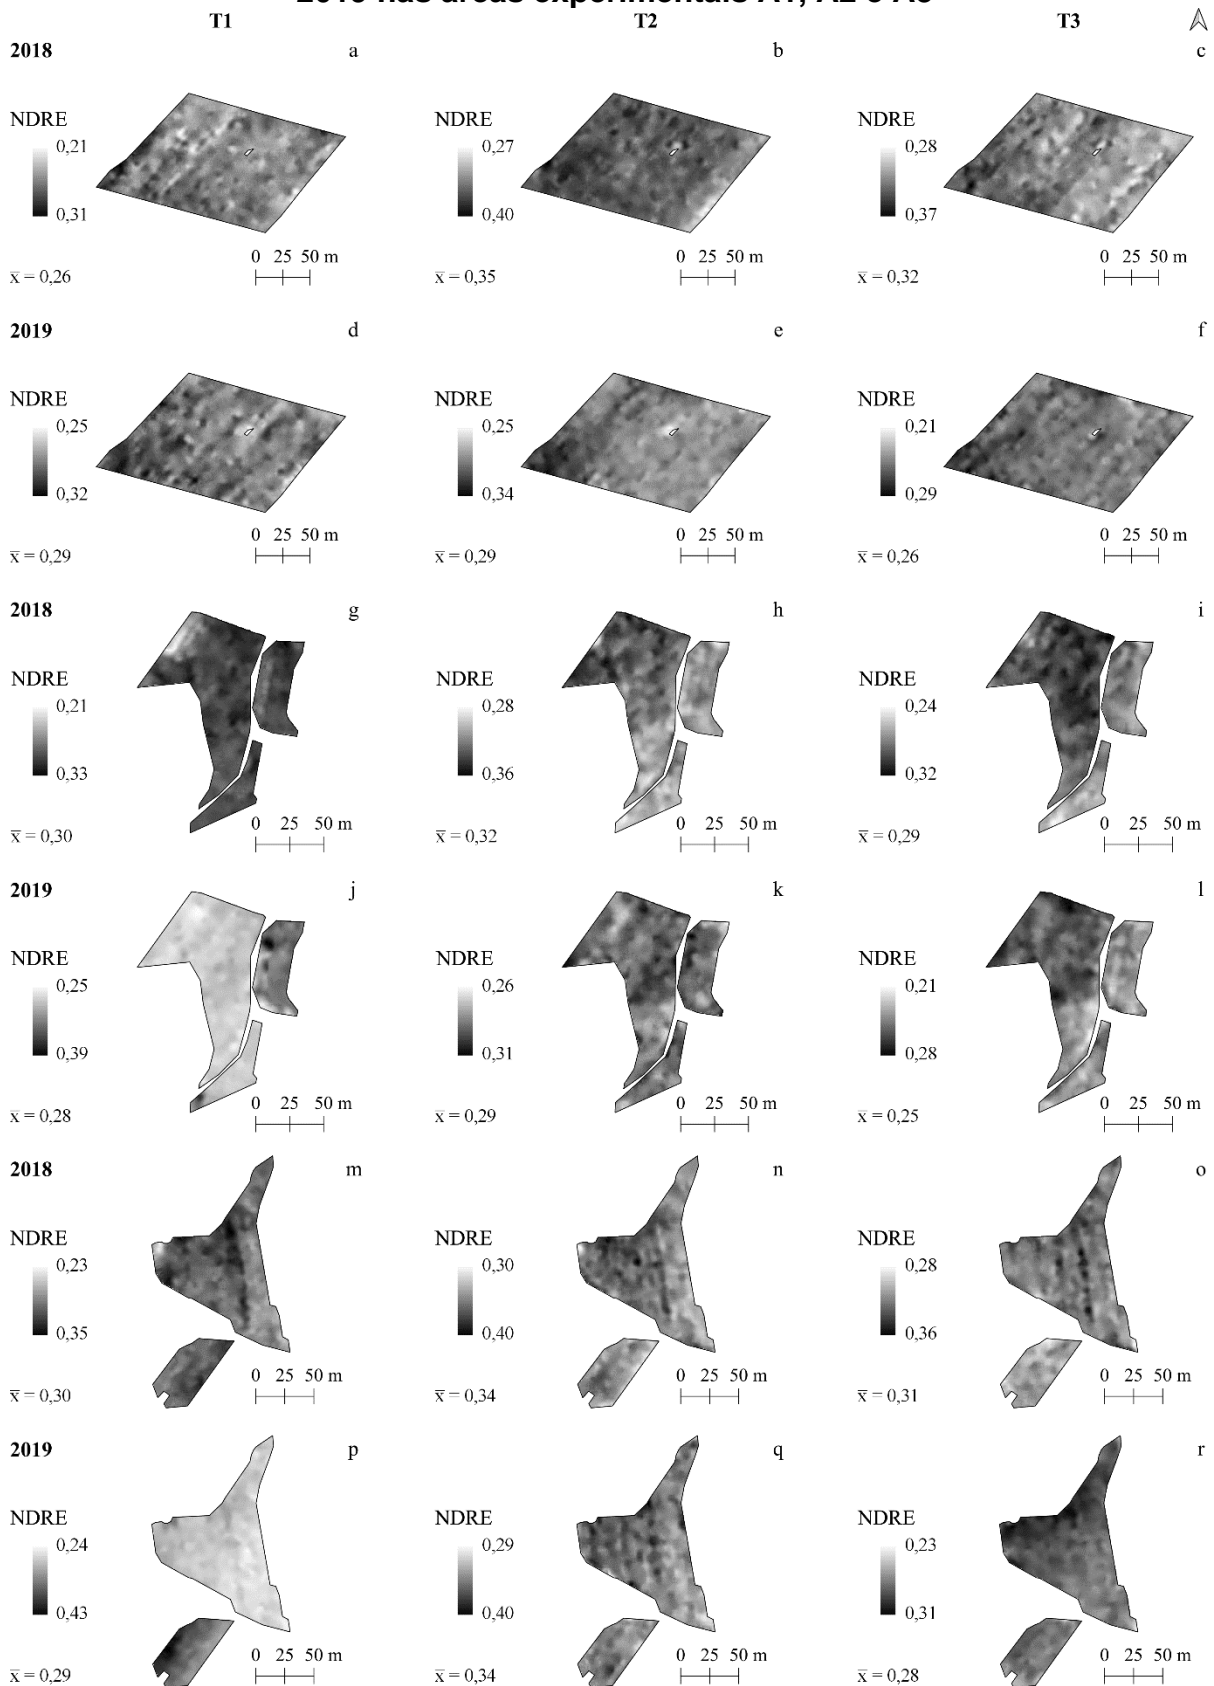 2019 nas áreas experimentais A1, A2 e A3
T1 T2 T3
2018 a b c
NDRE NDRE NDRE
0,21 0,27 0,28
0,31 0,40 0,37
0 25 50 m 0 25 50 m 0 25 50 m
x̅ = 0,26 x̅ = 0,35 x̅ = 0,32
2019 d e f
NDRE NDRE NDRE
0,25 0,25 0,21
0,32 0,34 0,29
0 25 50 m 0 25 50 m 0 25 50 m
x̅ = 0,29 x̅ = 0,29 x̅ = 0,26
2018 g h i
NDRE NDRE NDRE
0,21 0,28 0,24
0,33 0,36 0,32
0 25 50 m 0 25 50 m 0 25 50 m
x̅ = 0,30 x̅ = 0,32 x̅ = 0,29
2019 j k l
NDRE NDRE NDRE
0,25 0,26 0,21
0,39 0,31 0,28
0 25 50 m 0 25 50 m 0 25 50 m
x̅ = 0,28 x̅ = 0,29 x̅ = 0,25
2018 m n o
NDRE NDRE NDRE
0,23 0,30 0,28
0,35 0,40 0,36
0 25 50 m 0 25 50 m 0 25 50 m
x̅ = 0,30 x̅ = 0,34 x̅ = 0,31
2019 p q r
NDRE NDRE NDRE
0,24 0,29 0,23
0,43 0,40 0,31
0 25 50 m 0 25 50 m 0 25 50 m
x̅ = 0,29 x̅ = 0,34 x̅ = 0,28